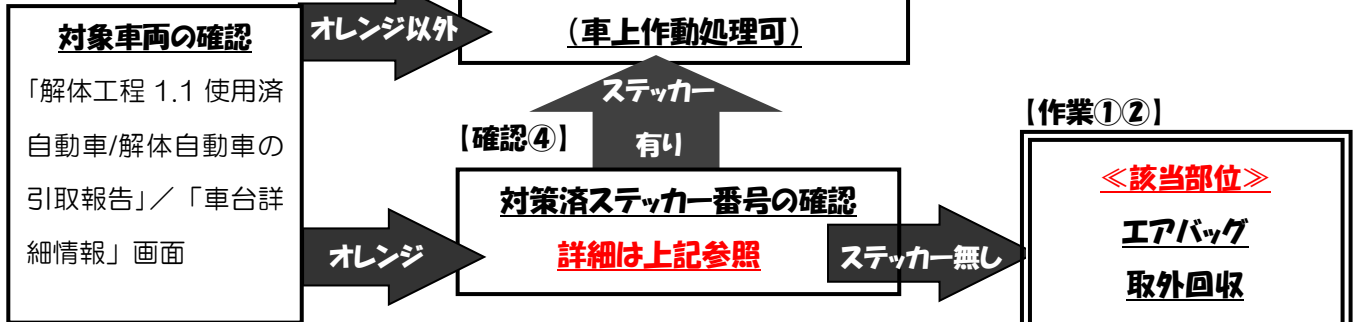 対象車両の確認
「解体工程 1.1 使用済
自動車/解体自動車の
引取報告」／「車台詳
細情報」画面
オレンジ以外
(車上作動処理可)
ステッカー
有り
【確認④】
オレンジ
対策済ステッカー番号の確認
詳細は上記参照
ステッカー無し
【作業①②】
≪該当部位≫
エアバッグ
取外回収